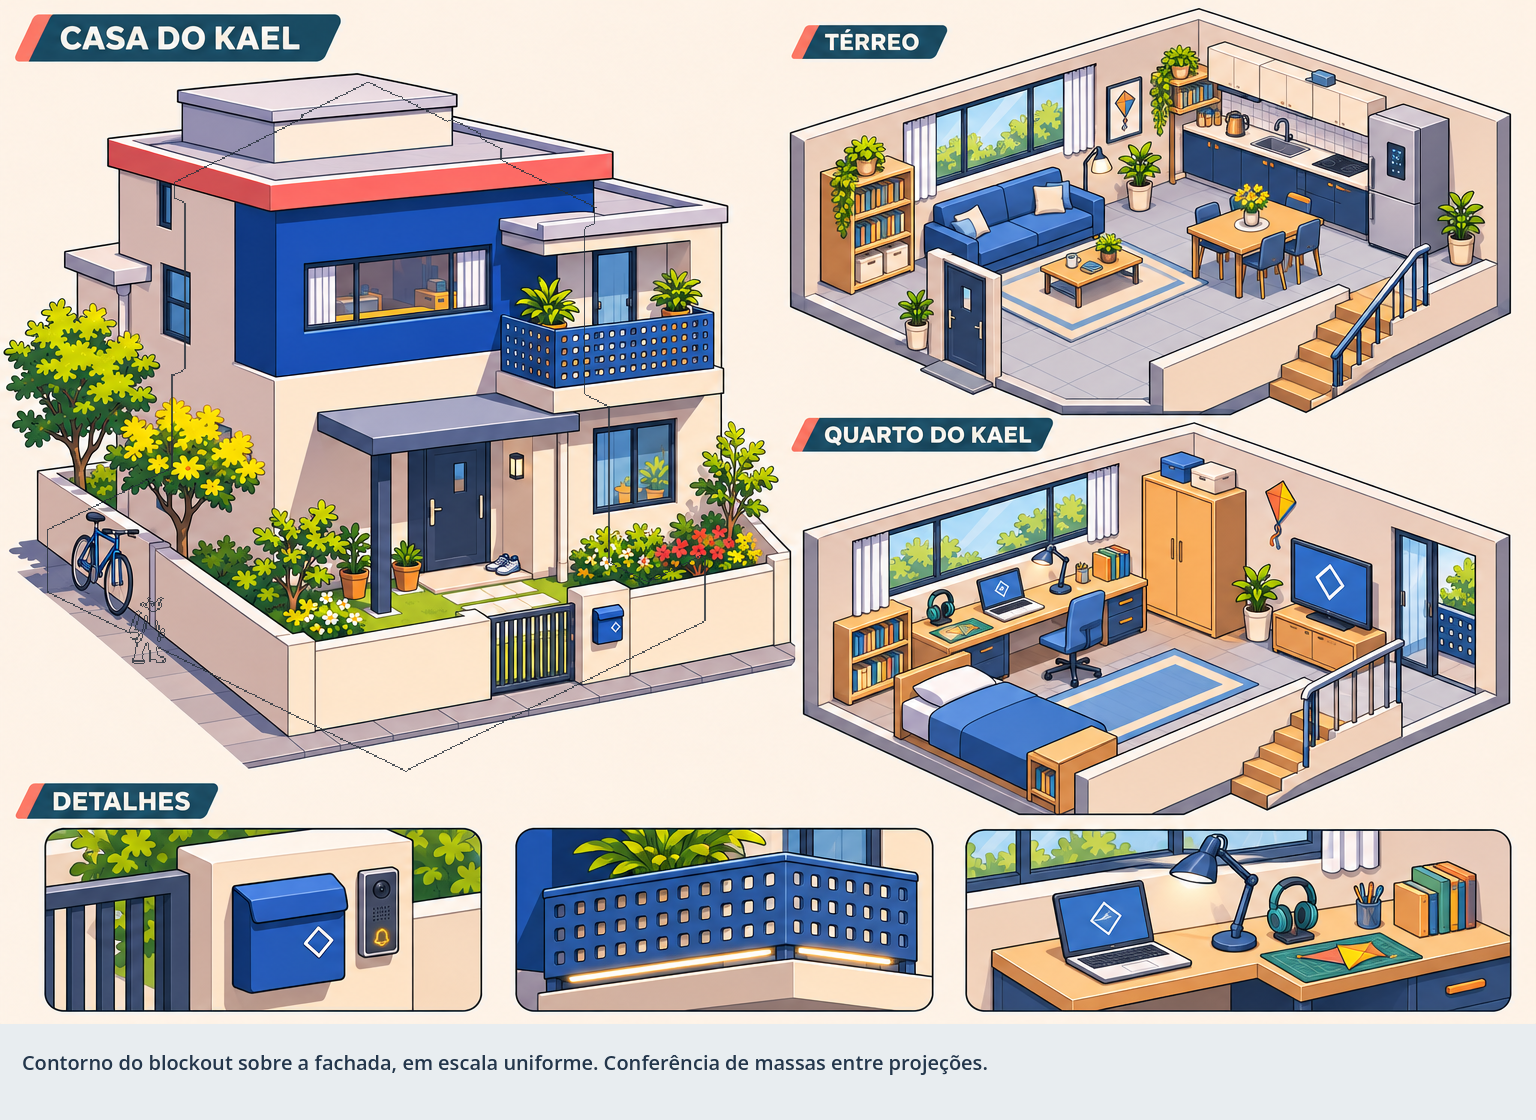 CASA DO KAEL
TÉRREO
QUARTO DO KAEL
DETALHES
Contorno do blockout sobre a fachada, em escala uniforme. Conferência de massas entre projeções.